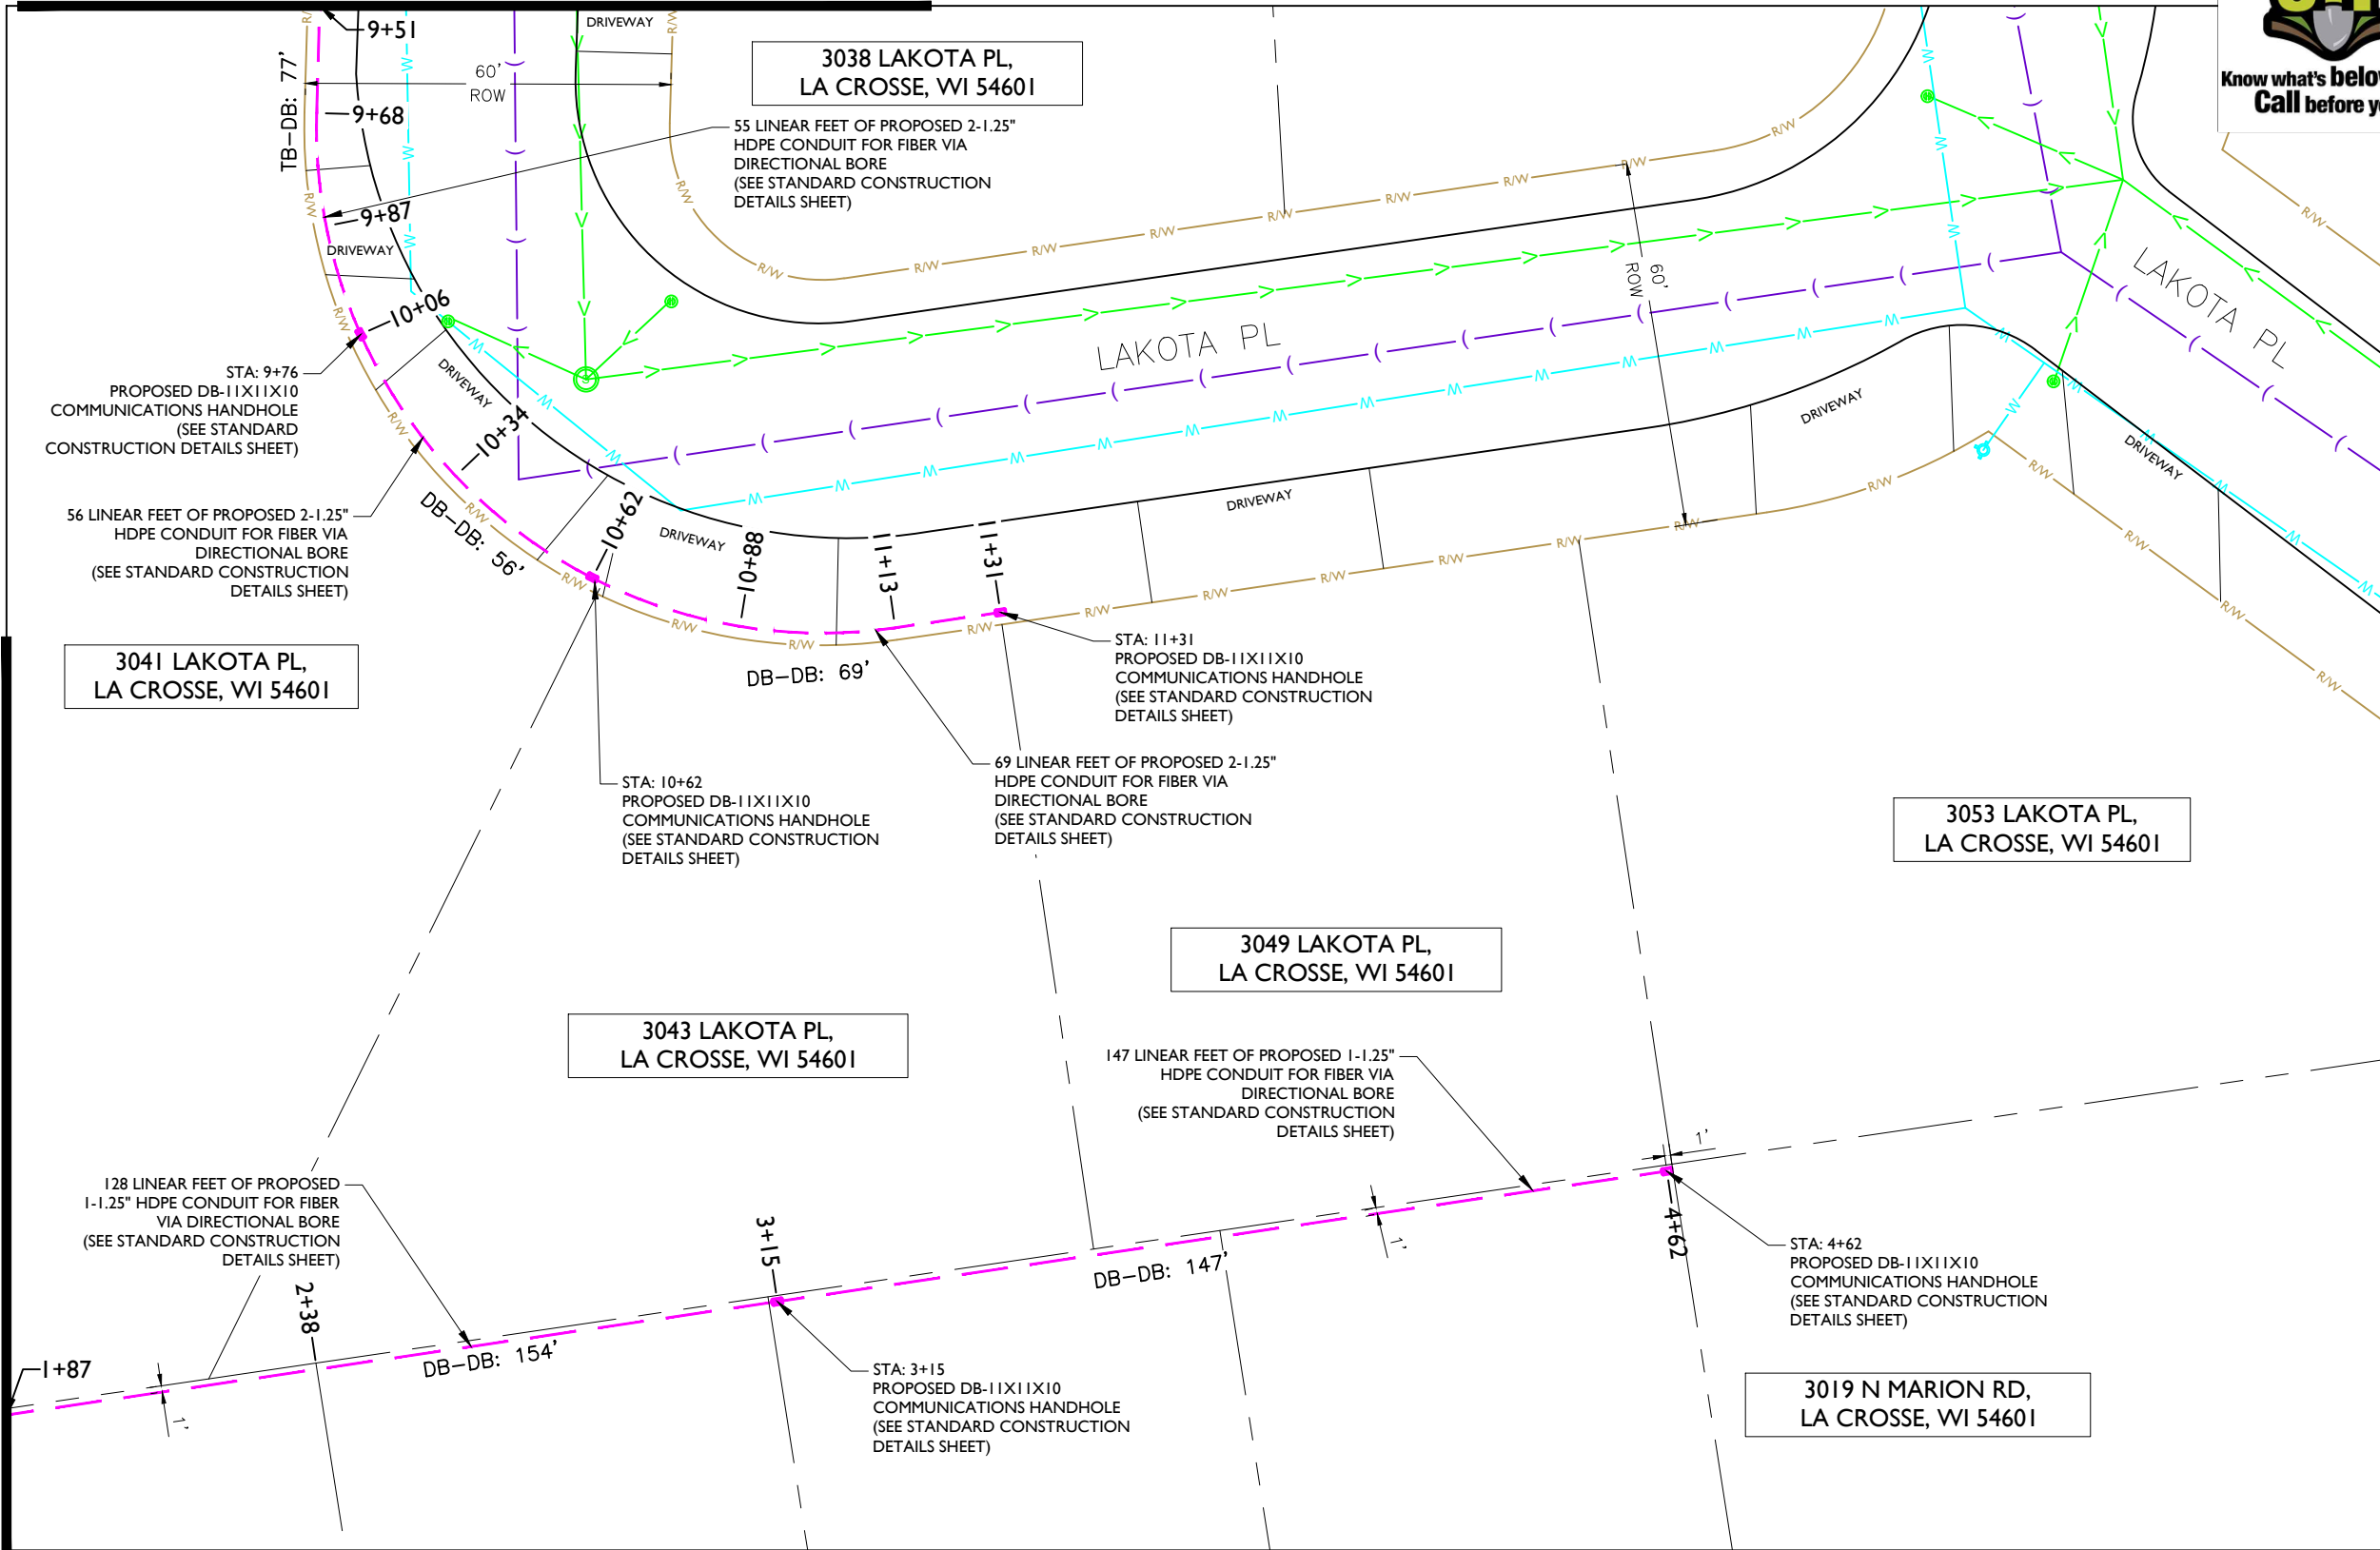 9+51
DRIVEWAY
TB-DB: 77'
60'
ROW
3038 LAKOTA PL,
LA CROSSE, WI 54601
Know what's
Call before
9+68
55 LINEAR FEET OF PROPOSED 2-1.25"
HDPE CONDUIT FOR FIBER VIA
DIRECTIONAL BORE
(SEE STANDARD CONSTRUCTION
DETAILS SHEET)
9+87
DRIVEWAY
10+06
60'
ROW
LAKOTA PL
LAKOTA PL
STA: 9+76
PROPOSED DB-11X11X10
COMMUNICATIONS HANDHOLE
(SEE STANDARD
CONSTRUCTION DETAILS SHEET)
DRIVEWAY
10+34
DRIVEWAY
DRIVEWAY
56 LINEAR FEET OF PROPOSED 2-1.25"
HDPE CONDUIT FOR FIBER VIA
DIRECTIONAL BORE
(SEE STANDARD CONSTRUCTION
DETAILS SHEET)
DB-DB: 56'
10+62
DRIVEWAY
10+88
11+13
11+31
DRIVEWAY
R/W
W
3041 LAKOTA PL,
LA CROSSE, WI 54601
DB-DB: 69'
STA: 11+31
PROPOSED DB-11X11X10
COMMUNICATIONS HANDHOLE
(SEE STANDARD CONSTRUCTION
DETAILS SHEET)
STA: 10+62
PROPOSED DB-11X11X10
COMMUNICATIONS HANDHOLE
(SEE STANDARD CONSTRUCTION
DETAILS SHEET)
69 LINEAR FEET OF PROPOSED 2-1.25"
HDPE CONDUIT FOR FIBER VIA
DIRECTIONAL BORE
(SEE STANDARD CONSTRUCTION
DETAILS SHEET)
3053 LAKOTA PL,
LA CROSSE, WI 54601
3049 LAKOTA PL,
LA CROSSE, WI 54601
3043 LAKOTA PL,
LA CROSSE, WI 54601
147 LINEAR FEET OF PROPOSED 1-1.25"
HDPE CONDUIT FOR FIBER VIA
DIRECTIONAL BORE
(SEE STANDARD CONSTRUCTION
DETAILS SHEET)
1'
128 LINEAR FEET OF PROPOSED
1-1.25" HDPE CONDUIT FOR FIBER
VIA DIRECTIONAL BORE
(SEE STANDARD CONSTRUCTION
DETAILS SHEET)
2+38
3+15
DB-DB: 147'
1'
4+62
STA: 4+62
PROPOSED DB-11X11X10
COMMUNICATIONS HANDHOLE
(SEE STANDARD CONSTRUCTION
DETAILS SHEET)
1+87
1'
DB-DB: 154'
STA: 3+15
PROPOSED DB-11X11X10
COMMUNICATIONS HANDHOLE
(SEE STANDARD CONSTRUCTION
DETAILS SHEET)
3019 N MARION RD,
LA CROSSE, WI 54601